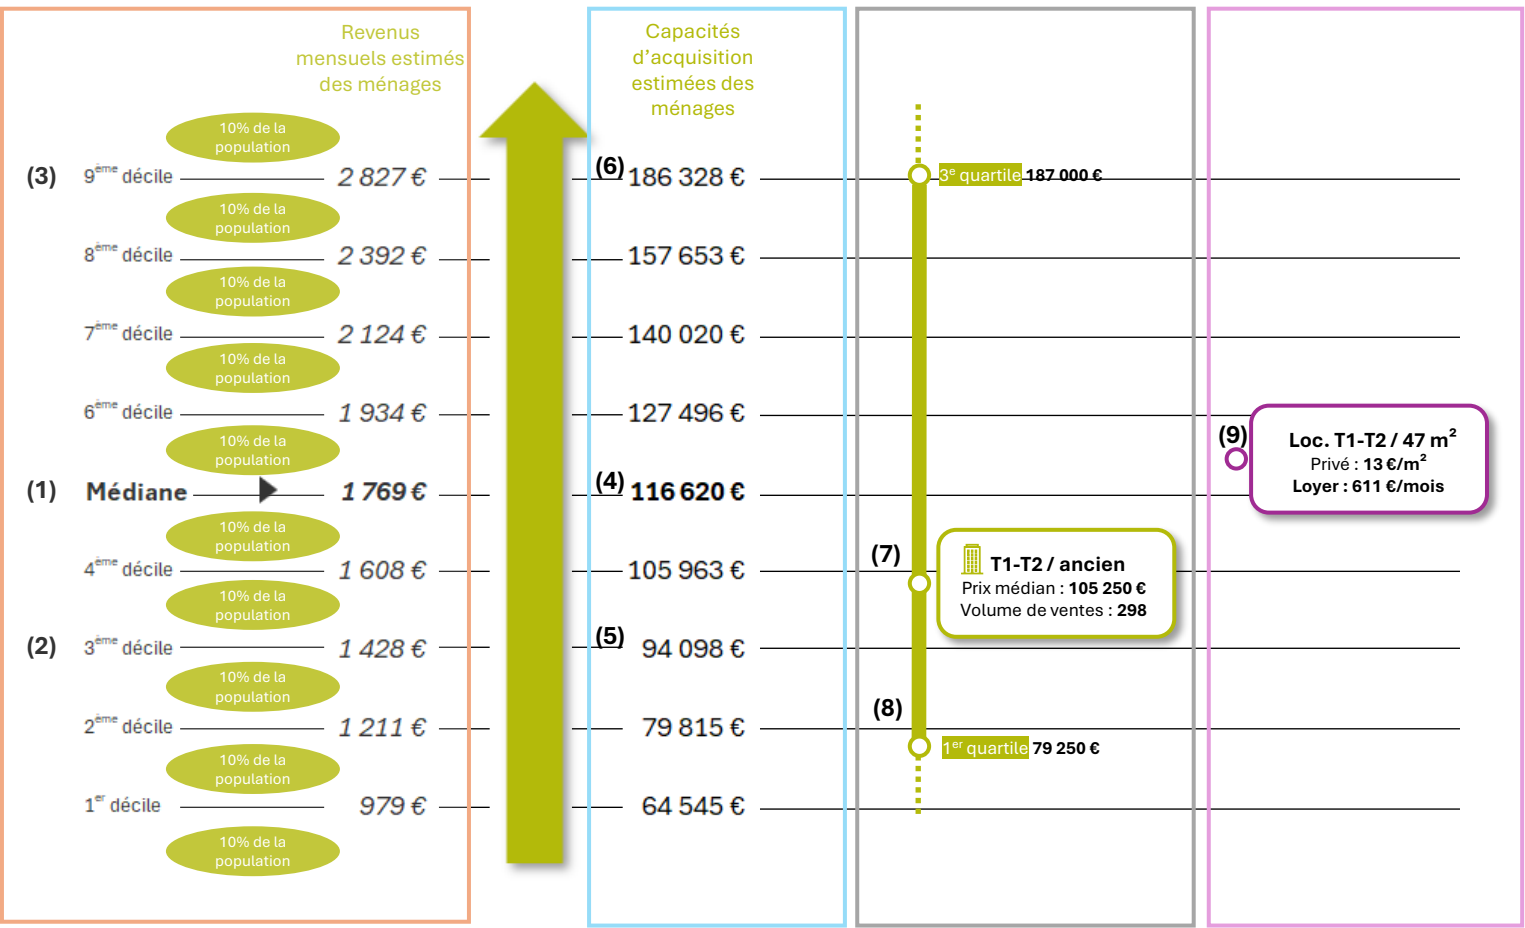 Revenus
mensuels estimés
des ménages
Capacités
d’acquisition
estimées des
ménages
10% de la
population
(3) 9ème décile 2 827 € (6) 186 328 € 3e quartile 187 000 €
10% de la
population
8ème décile 2 392 € 157 653 €
10% de la
population
7ème décile 2 124 € 140 020 €
10% de la
population
6ème décile 1 934 € 127 496 €
10% de la
population
(9) Loc. T1-T2 / 47 m²
Privé : 13 €/m²
Loyer : 611 €/mois
(1) Médiane 1 769 € (4) 116 620 €
10% de la
population
4ème décile 1 608 € 105 963 €
(7) T1-T2 / ancien
Prix médian : 105 250 €
Volume de ventes : 298
10% de la
population
(2) 3ème décile 1 428 € (5) 94 098 €
10% de la
population
2ème décile 1 211 € 79 815 €
(8) 1er quartile 79 250 €
10% de la
population
1er décile 979 € 64 545 €
10% de la
population